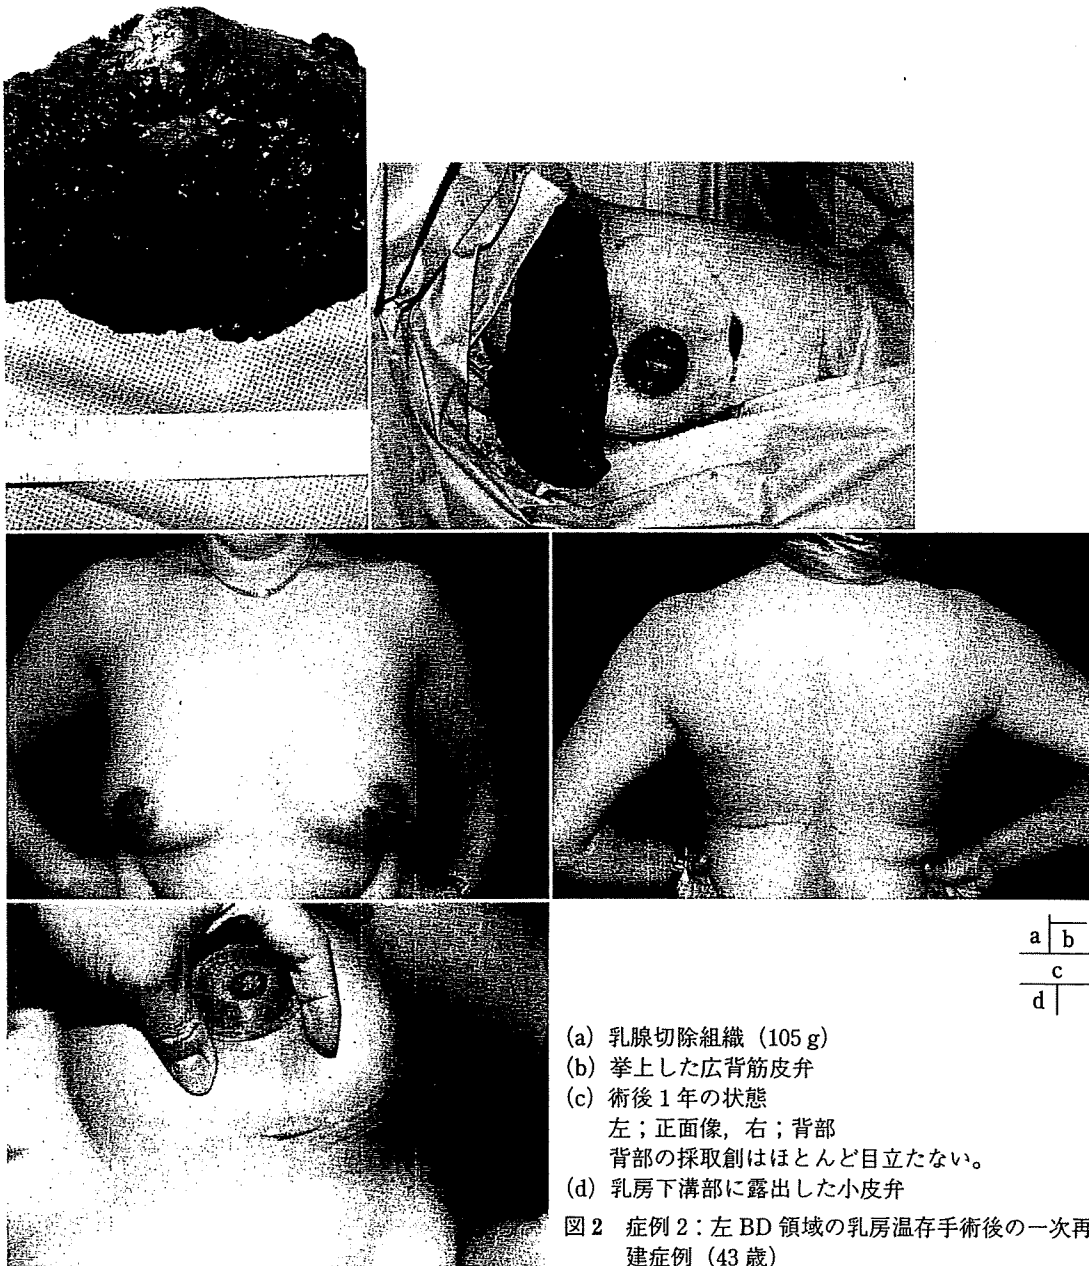 a b
c
d
(a) 乳腺切除組織 (105 g)
(b) 挙上した広背筋皮弁
(c) 術後 1 年の状態
左；正面像，右；背部
背部の採取創はほとんど目立たない。
(d) 乳房下溝部に露出した小皮弁
図 2 症例 2：左 BD 領域の乳房温存手術後の一次再
建症例 (43 歳)